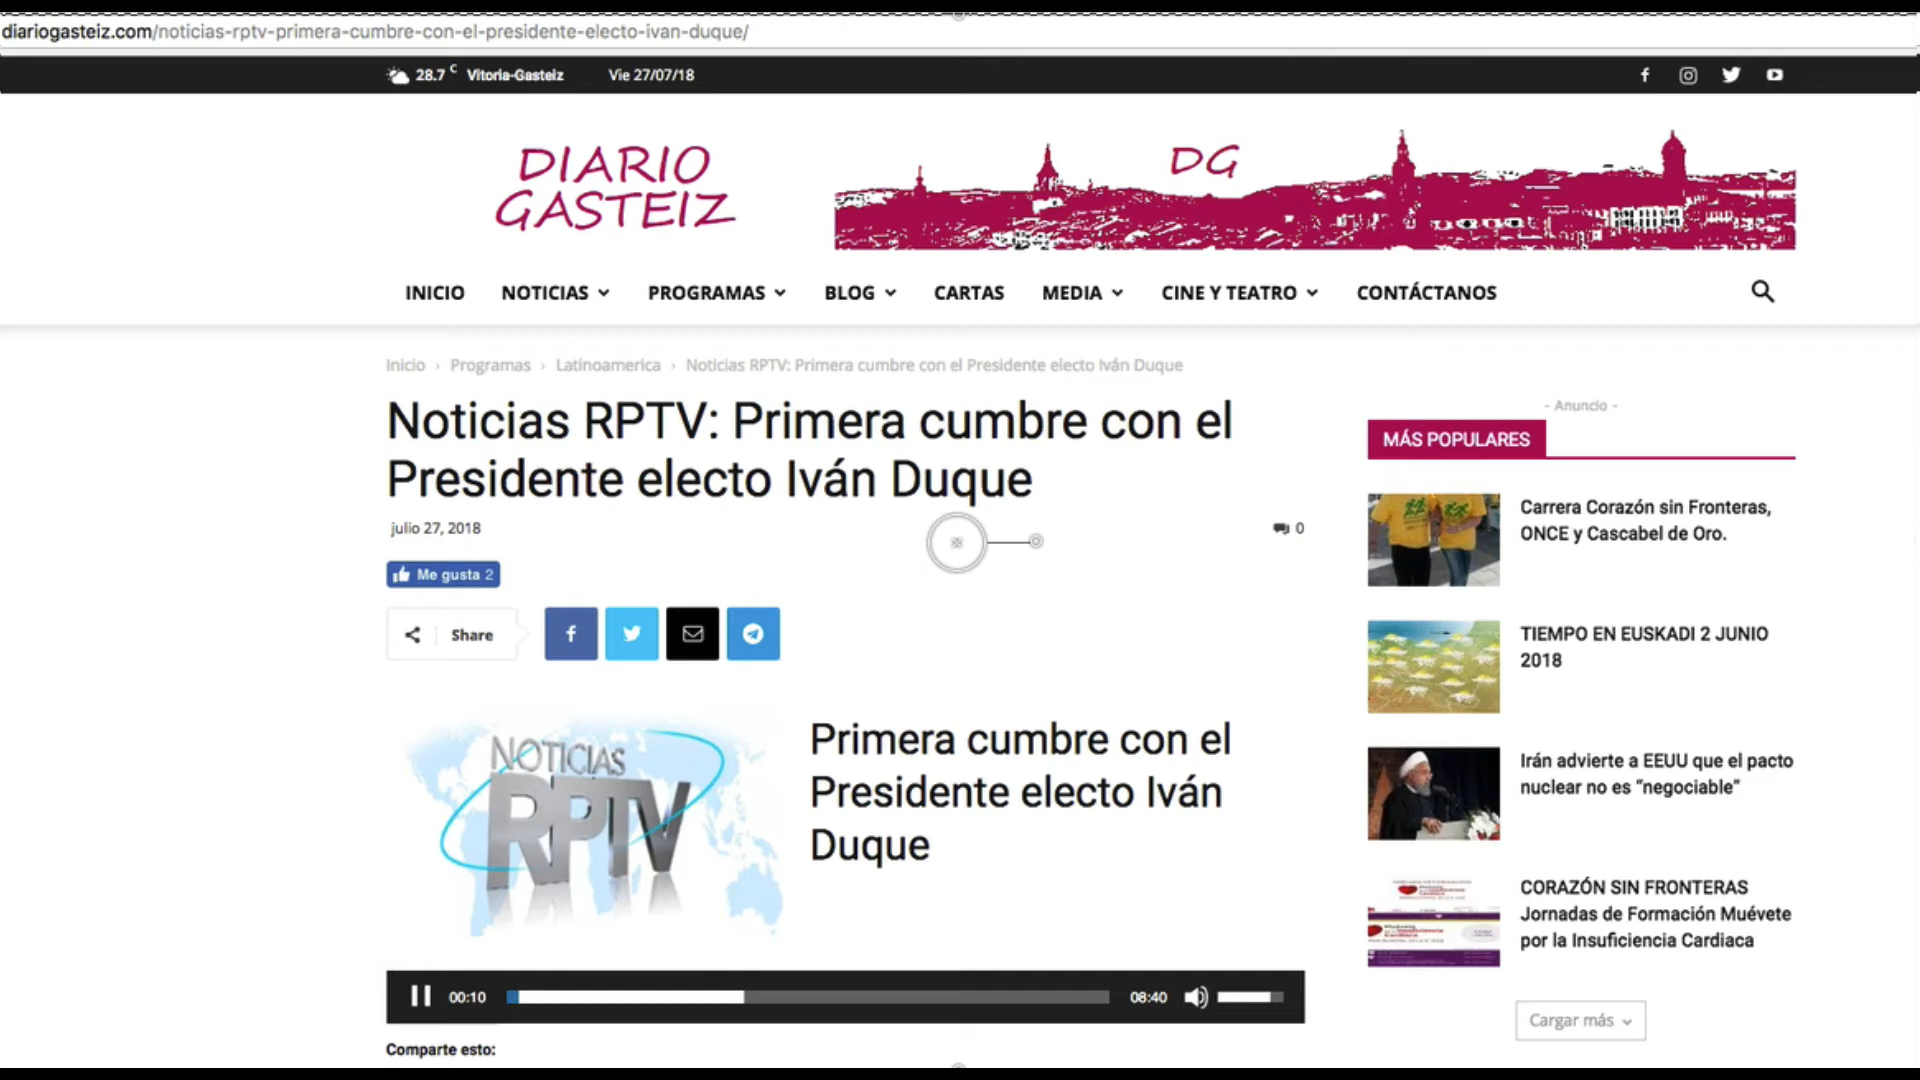 diariogasteiz.com/noticias-rptv-primera-cumbre-con-el-presidente-electo-ivan-duque/
28.7 C Vitoria-Gasteiz Vie 27/07/18
DIARIO
GASTEIZ
DG
INICIO NOTICIAS PROGRAMAS BLOG CARTAS MEDIA CINE Y TEATRO CONTÁCTANOS
Inicio › Programas › Latinoamerica › Noticias RPTV: Primera cumbre con el Presidente electo Iván Duque
Noticias RPTV: Primera cumbre con el
Presidente electo Iván Duque
julio 27, 2018
0
Me gusta 2
Share
NOTICIAS
RPTV
Primera cumbre con el
Presidente electo Iván
Duque
00:10 08:40
Comparte esto:
- Anuncio -
MÁS POPULARES
Carrera Corazón sin Fronteras,
ONCE y Cascabel de Oro.
TIEMPO EN EUSKADI 2 JUNIO
2018
Irán advierte a EEUU que el pacto
nuclear no es “negociable”
CORAZÓN SIN FRONTERAS
Jornadas de Formación Muévete
por la Insuficiencia Cardiaca
Cargar más